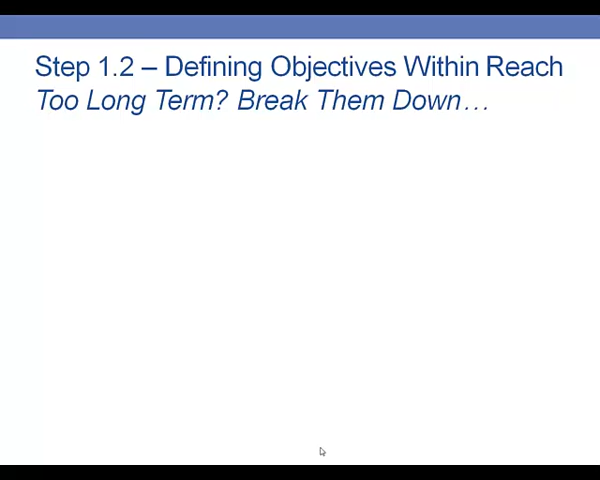 Step 1.2 – Defining Objectives Within Reach
Too Long Term? Break Them Down…